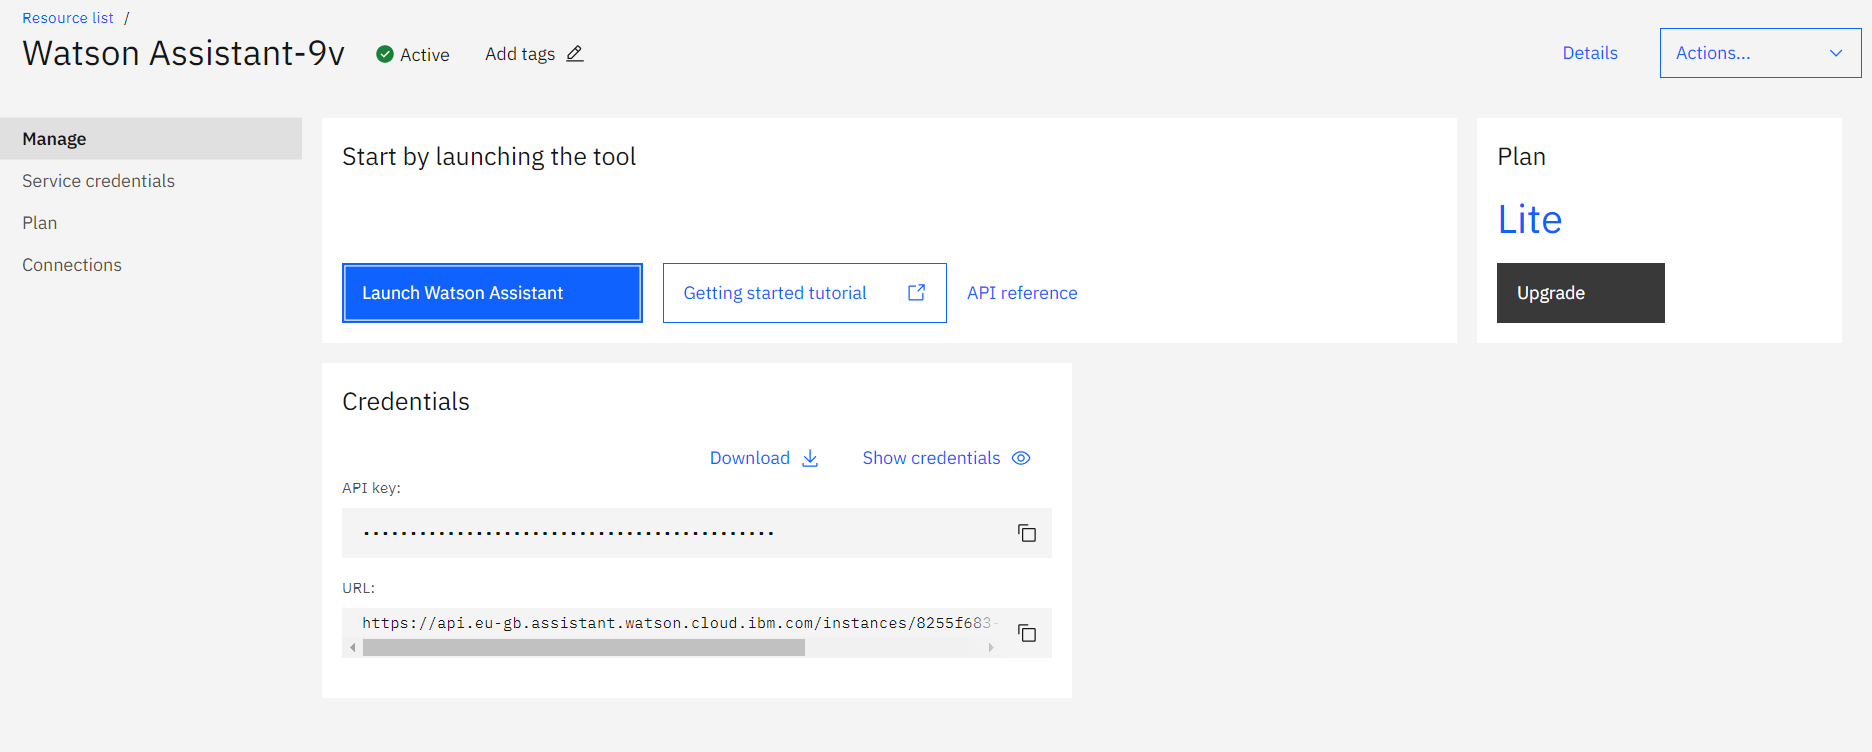 Resource list /
Watson Assistant-9v
Active
Add tags
Details
Actions...
Manage
Service credentials
Plan
Connections
Start by launching the tool
Launch Watson Assistant
Getting started tutorial
API reference
Plan
Lite
Upgrade
Credentials
Download
Show credentials
API key:
••••••••••••••••••••••••••••••••••••••••••••
URL:
https://api.eu-gb.assistant.watson.cloud.ibm.com/instances/8255f683-